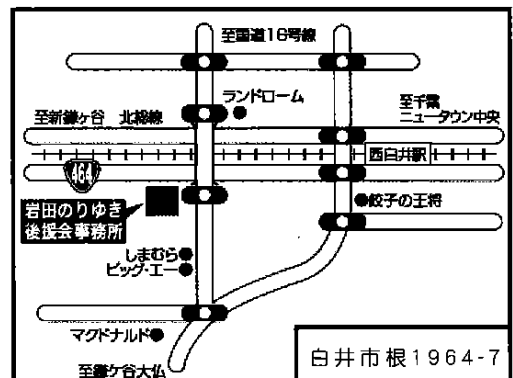 至国道16号線
ランドローム
至新鎌ヶ谷 北総線
至千葉
ニュータウン中央
西白井駅
464
餃子の王将
岩田のりゆき
後援会事務所
しまむら
ビッグ・エー
マクドナルド
至鎌ケ谷大仏
白井市根1964-7